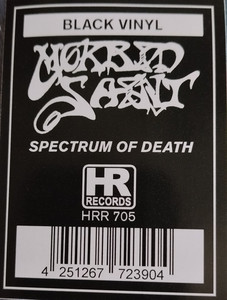 BLACK VINYL
MORBID
SAINT
SPECTRUM OF DEATH
HR
RECORDS
HRR 705
4 251267 723904